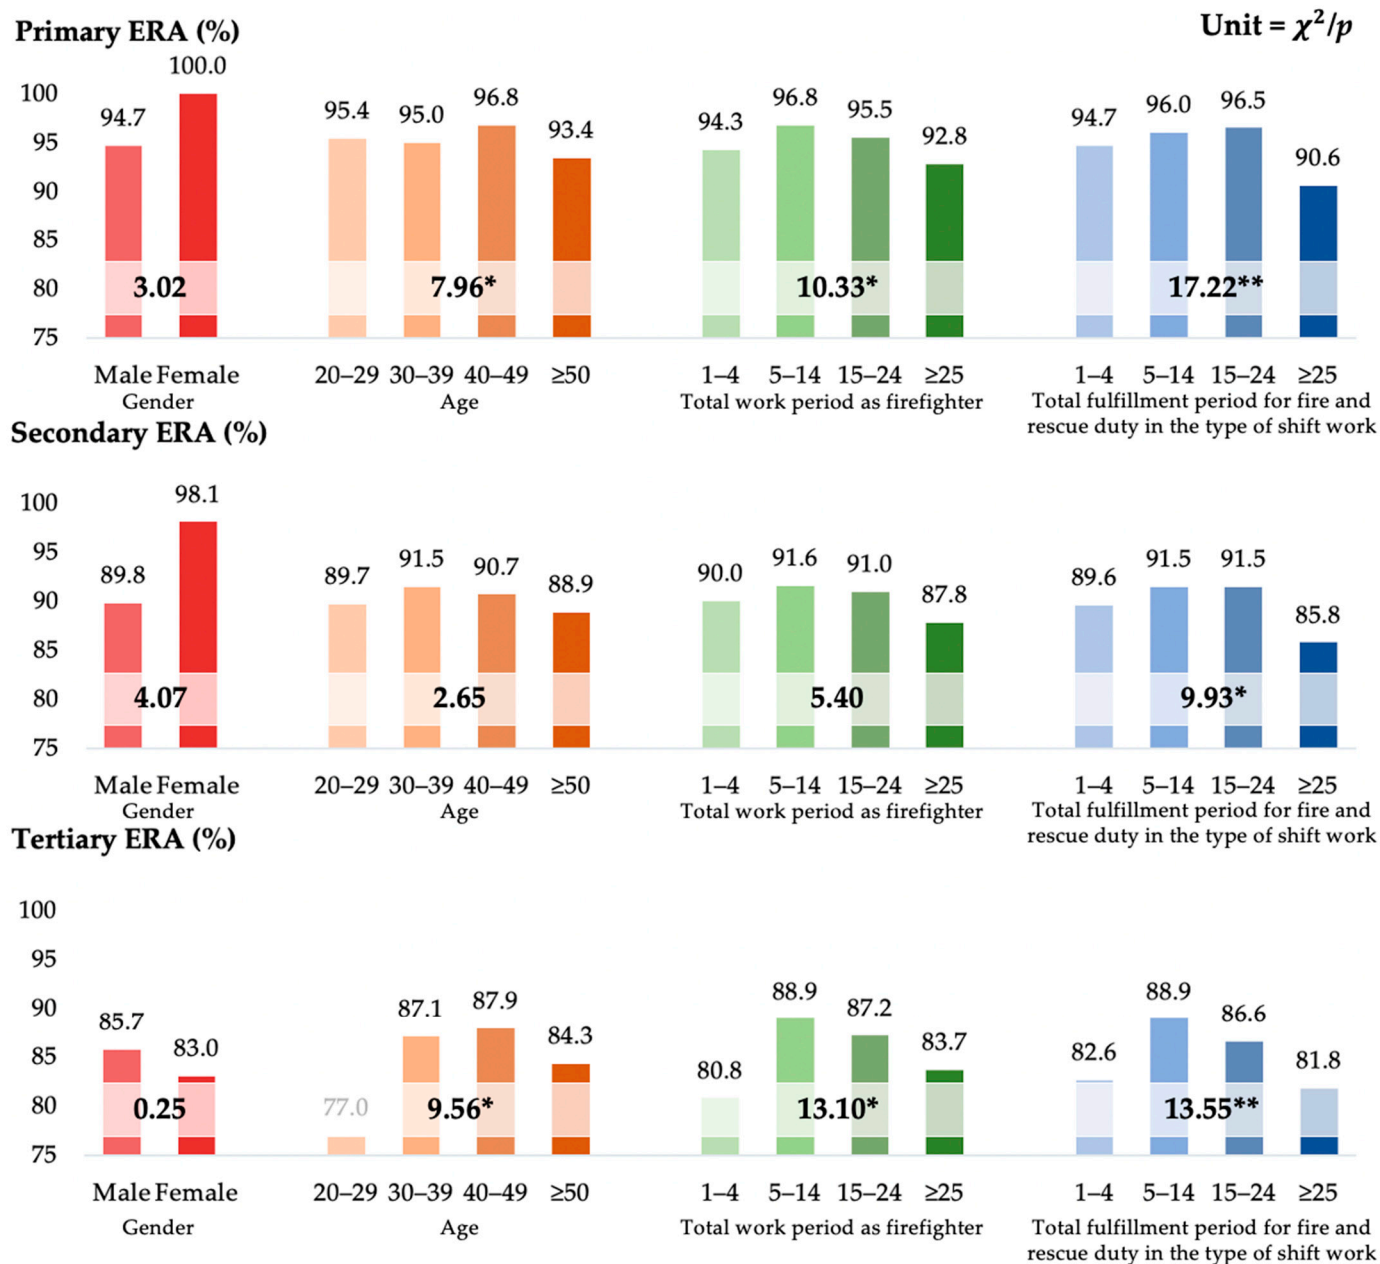 Primary ERA (%)
Unit = χ²/p
100.0
100
95
90
85
80
75
94.7
95.4
95.0
96.8
93.4
94.3
96.8
95.5
92.8
94.7
96.0
96.5
90.6
3.02
7.96*
10.33*
17.22**
Male Female
20–29 30–39 40–49 ≥50
1–4 5–14 15–24 ≥25
1–4 5–14 15–24 ≥25
Gender
Age
Total work period as firefighter
Total fulfillment period for fire and
rescue duty in the type of shift work
Secondary ERA (%)
100
95
90
85
80
75
89.8
98.1
89.7
91.5
90.7
88.9
90.0
91.6
91.0
87.8
89.6
91.5
91.5
85.8
4.07
2.65
5.40
9.93*
Male Female
20–29 30–39 40–49 ≥50
1–4 5–14 15–24 ≥25
1–4 5–14 15–24 ≥25
Gender
Age
Total work period as firefighter
Total fulfillment period for fire and
rescue duty in the type of shift work
Tertiary ERA (%)
100
95
90
85
80
75
85.7
83.0
77.0
87.1
87.9
84.3
80.8
88.9
87.2
83.7
82.6
88.9
86.6
81.8
0.25
9.56*
13.10*
13.55**
Male Female
20–29 30–39 40–49 ≥50
1–4 5–14 15–24 ≥25
1–4 5–14 15–24 ≥25
Gender
Age
Total work period as firefighter
Total fulfillment period for fire and
rescue duty in the type of shift work